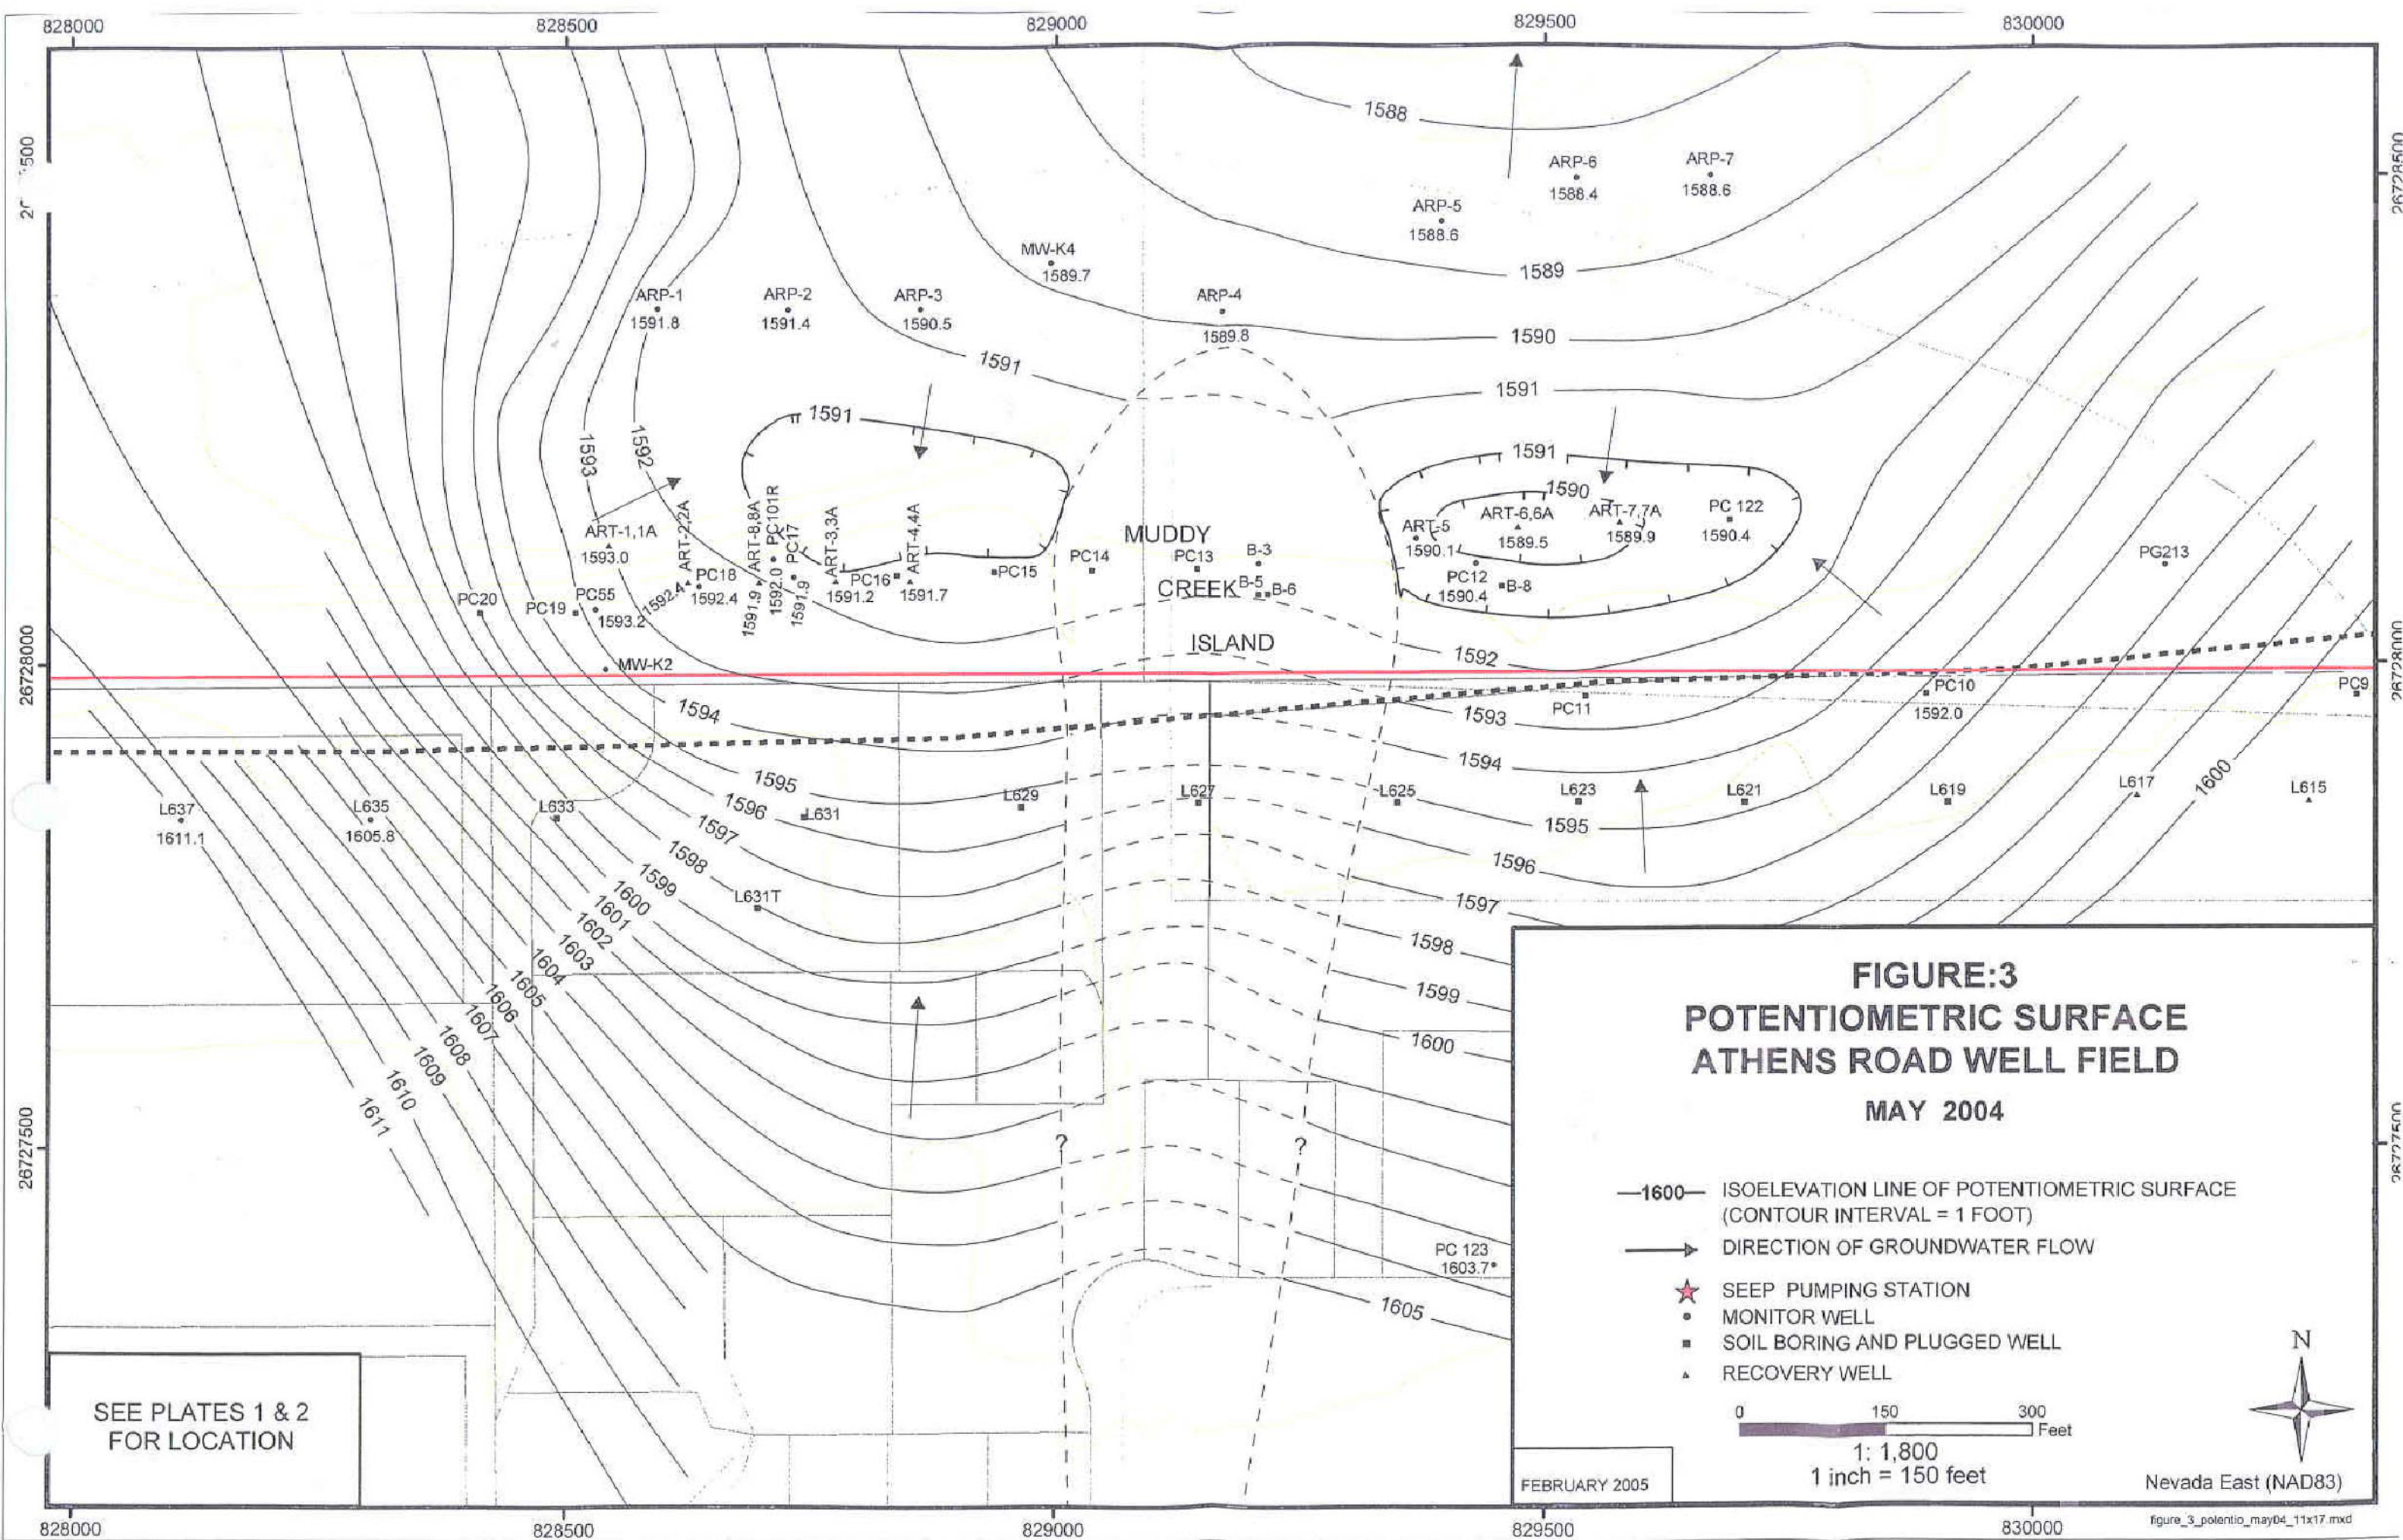 828000
828500
829000
829500
830000
26728500
1588
ARP-6
1588.4
ARP-7
1588.6
ARP-5
1588.6
MW-K4
1589.7
1589
ARP-1
1591.8
ARP-2
1591.4
ARP-3
1590.5
ARP-4
1589.8
1590
1591
1591
1591
1593
1592
1591
1590
ART-1,1A
1593.0
ART-2,2A
1592.4
PC18
1592.4
ART-8,8A
1591.9
PC101R
1592.0
PC17
1591.9
ART-3,3A
1591.2
PC16
ART-4,4A
1591.7
PC15
PC14
MUDDY
CREEK
ISLAND
PC13
B-3
B-5
B-6
ART-5
1590.1
ART-6,6A
1589.5
ART-7,7A
1589.9
PC 122
1590.4
PC12
1590.4
B-8
PG213
PC20
PC19
PC55
1593.2
MW-K2
26728000
26728000
1592
1594
1593
PC11
PC10
1592.0
PC9
1594
1595
1596
1597
1598
1599
1600
1601
1602
1603
1604
1605
1606
1607
1608
1609
1610
1611
L637
1611.1
L635
1605.8
L633
L631
L629
L627
L625
L623
L621
L619
L617
1600
L615
1595
1596
1597
1598
1599
1600
L631T
26727500
26727500
?
?
PC 123
1603.7*
1605
FIGURE:3
POTENTIOMETRIC SURFACE
ATHENS ROAD WELL FIELD
MAY 2004
1600
ISOELEVATION LINE OF POTENTIOMETRIC SURFACE
(CONTOUR INTERVAL = 1 FOOT)
DIRECTION OF GROUNDWATER FLOW
SEEP PUMPING STATION
MONITOR WELL
SOIL BORING AND PLUGGED WELL
RECOVERY WELL
0 150 300
Feet
1: 1,800
1 inch = 150 feet
N
Nevada East (NAD83)
FEBRUARY 2005
SEE PLATES 1 & 2
FOR LOCATION
828000
828500
829000
829500
830000
figure_3_potentio_may04_11x17.mxd